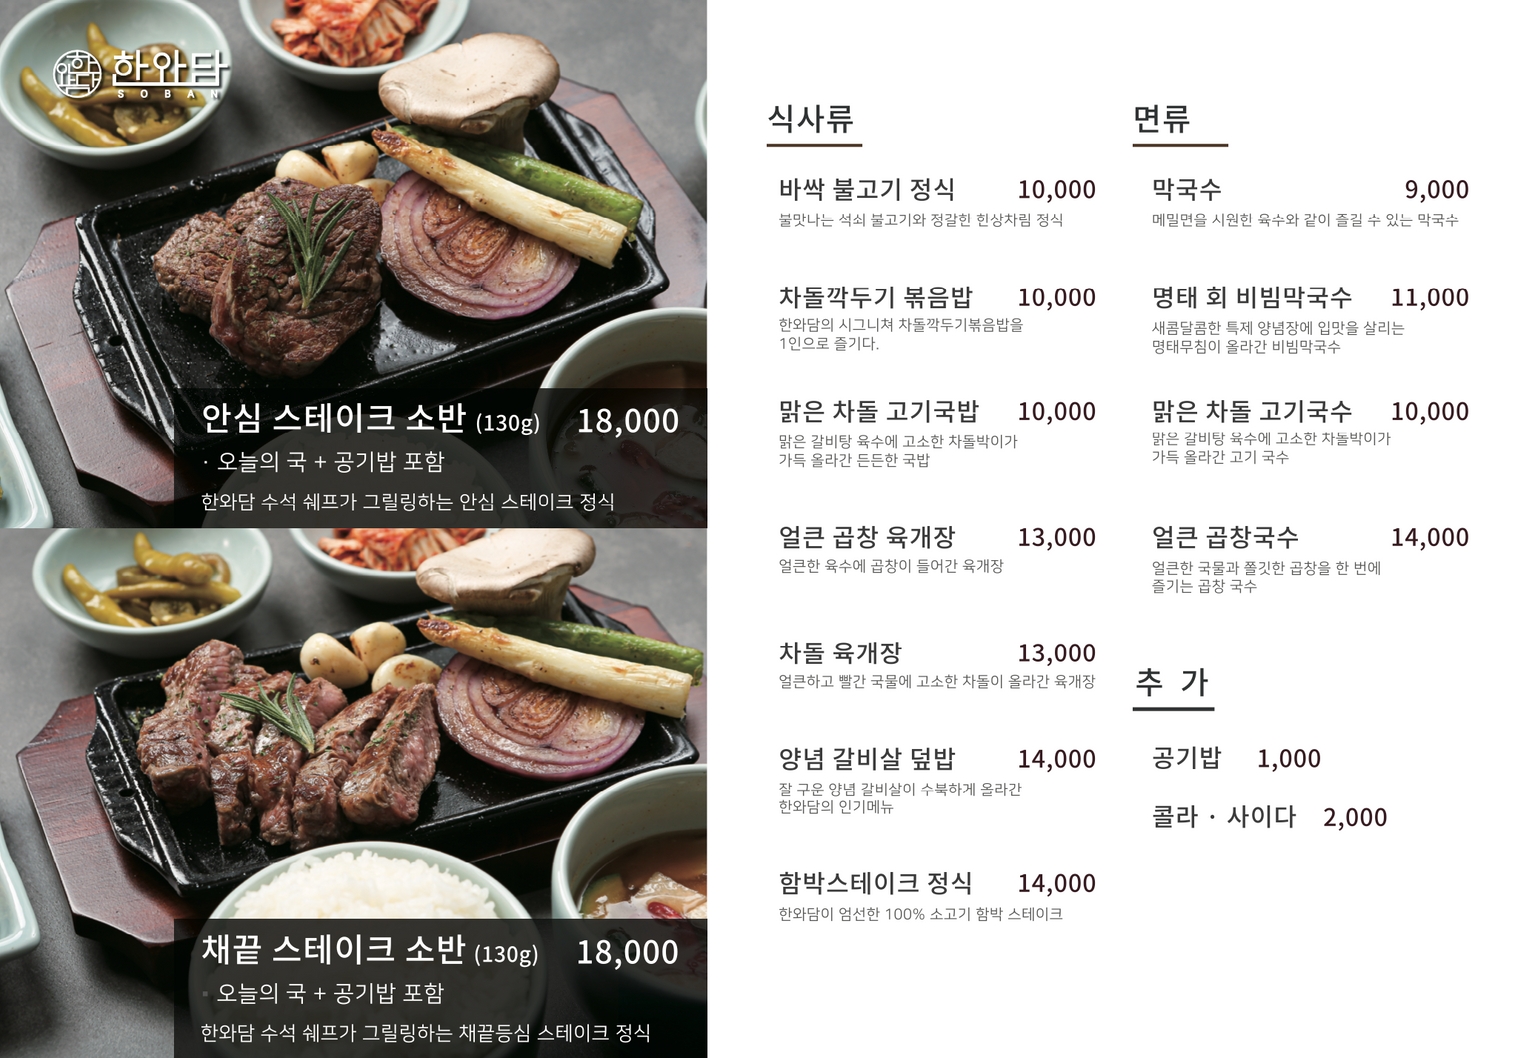 한와담
SOBAN
안심 스테이크 소반 (130g) 18,000
· 오늘의 국 + 공기밥 포함
한와담 수석 쉐프가 그릴링하는 안심 스테이크 정식
채끝 스테이크 소반 (130g) 18,000
· 오늘의 국 + 공기밥 포함
한와담 수석 쉐프가 그릴링하는 채끝등심 스테이크 정식
식사류
바싹 불고기 정식 10,000
불맛나는 석쇠 불고기와 정갈한 한상차림 정식
차돌깍두기 볶음밥 10,000
한와담의 시그니쳐 차돌깍두기볶음밥을
1인으로 즐기다.
맑은 차돌 고기국밥 10,000
맑은 갈비탕 육수에 고소한 차돌박이가
가득 올라간 든든한 국밥
얼큰 곱창 육개장 13,000
얼큰한 육수에 곱창이 들어간 육개장
차돌 육개장 13,000
얼큰하고 빨간 국물에 고소한 차돌이 올라간 육개장
양념 갈비살 덮밥 14,000
잘 구운 양념 갈비살이 수북하게 올라간
한와담의 인기메뉴
함박스테이크 정식 14,000
한와담이 엄선한 100% 소고기 함박 스테이크
면류
막국수 9,000
메밀면을 시원한 육수와 같이 즐길 수 있는 막국수
명태 회 비빔막국수 11,000
새콤달콤한 특제 양념장에 입맛을 살리는
명태무침이 올라간 비빔막국수
맑은 차돌 고기국수 10,000
맑은 갈비탕 육수에 고소한 차돌박이가
가득 올라간 고기 국수
얼큰 곱창국수 14,000
얼큰한 국물과 쫄깃한 곱창을 한 번에
즐기는 곱창 국수
추 가
공기밥 1,000
콜라 · 사이다 2,000